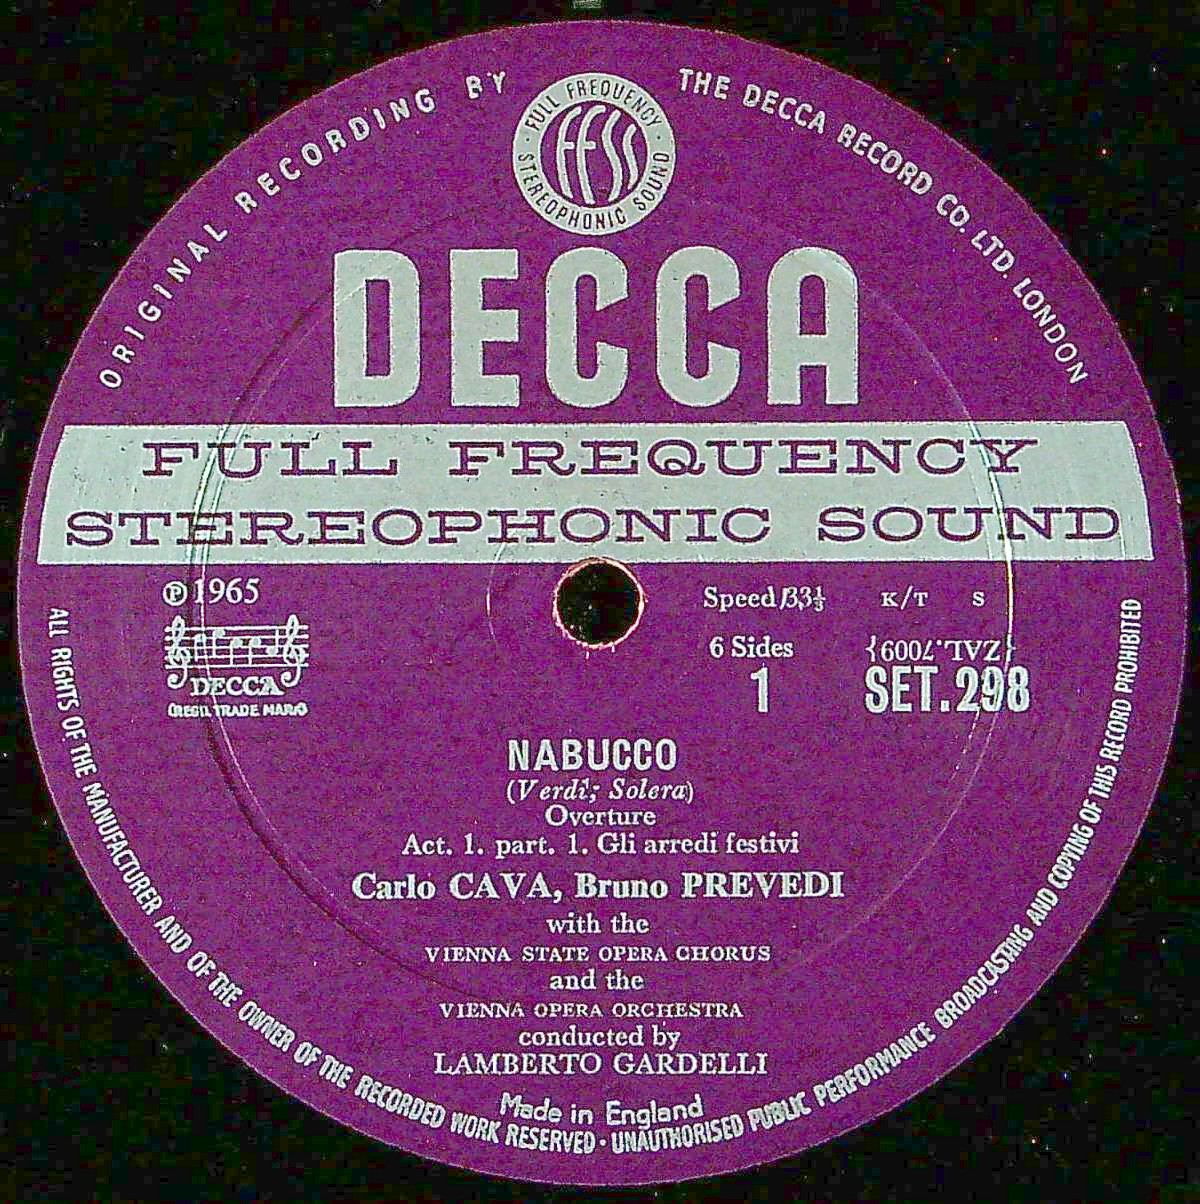 ORIGINAL RECORDING BY THE DECCA RECORD CO. LTD. LONDON
· FULL FREQUENCY · STEREOPHONIC SOUND
FFSS
DECCA
FULL FREQUENCY
STEREOPHONIC SOUND
℗ 1965
DECCA
(REGD. TRADE MARK)
Speed 33⅓ K/T S
6 Sides
1
{ZAL.7009}
SET.298
NABUCCO
(Verdi; Solera)
Overture
Act. 1. part. 1. Gli arredi festivi
Carlo CAVA, Bruno PREVEDI
with the
VIENNA STATE OPERA CHORUS
and the
VIENNA OPERA ORCHESTRA
conducted by
LAMBERTO GARDELLI
Made in England
ALL RIGHTS OF THE MANUFACTURER AND OF THE OWNER OF THE RECORDED WORK RESERVED · UNAUTHORISED PUBLIC PERFORMANCE BROADCASTING AND COPYING OF THIS RECORD PROHIBITED